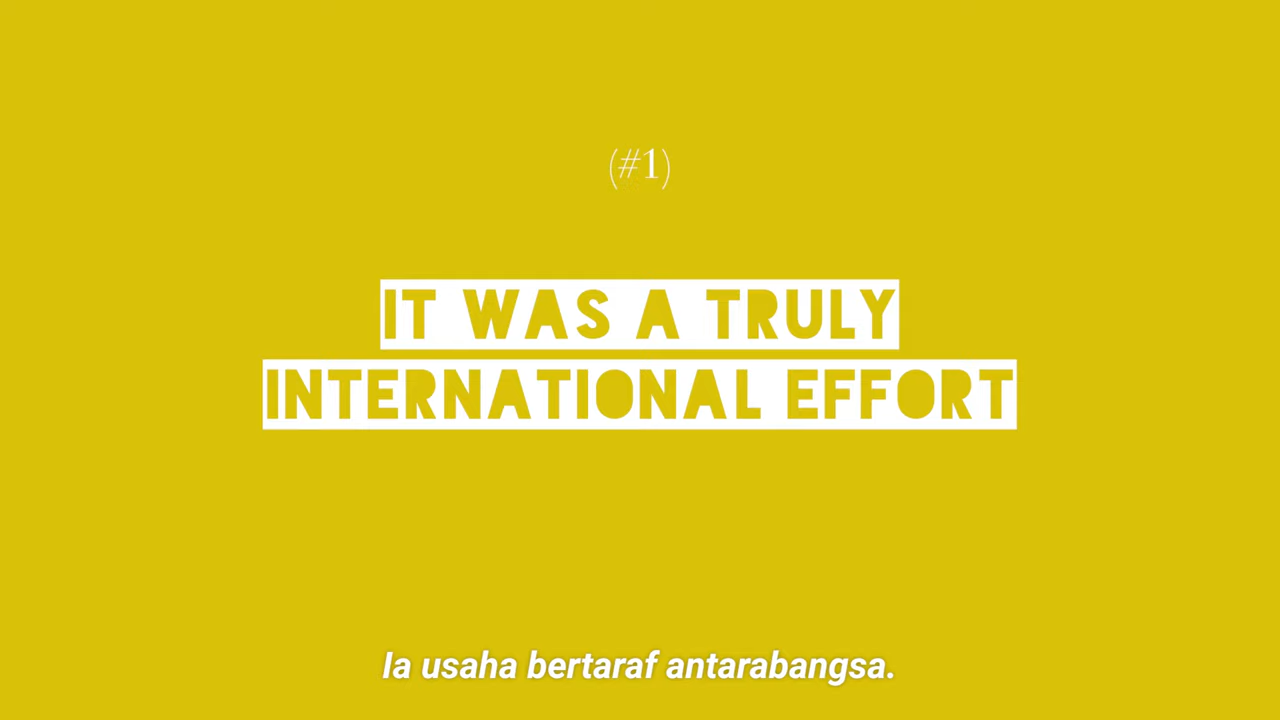 (#1)
IT WAS A TRULY
INTERNATIONAL EFFORT
Ia usaha bertaraf antarabangsa.